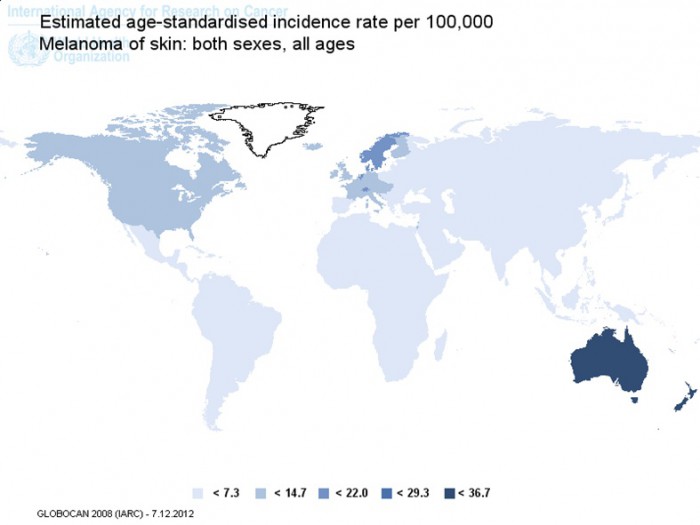 International Agency for Research on Cancer
Estimated age-standardised incidence rate per 100,000
Melanoma of skin: both sexes, all ages
World Health
Organization
< 7.3 < 14.7 < 22.0 < 29.3 < 36.7
GLOBOCAN 2008 (IARC) - 7.12.2012